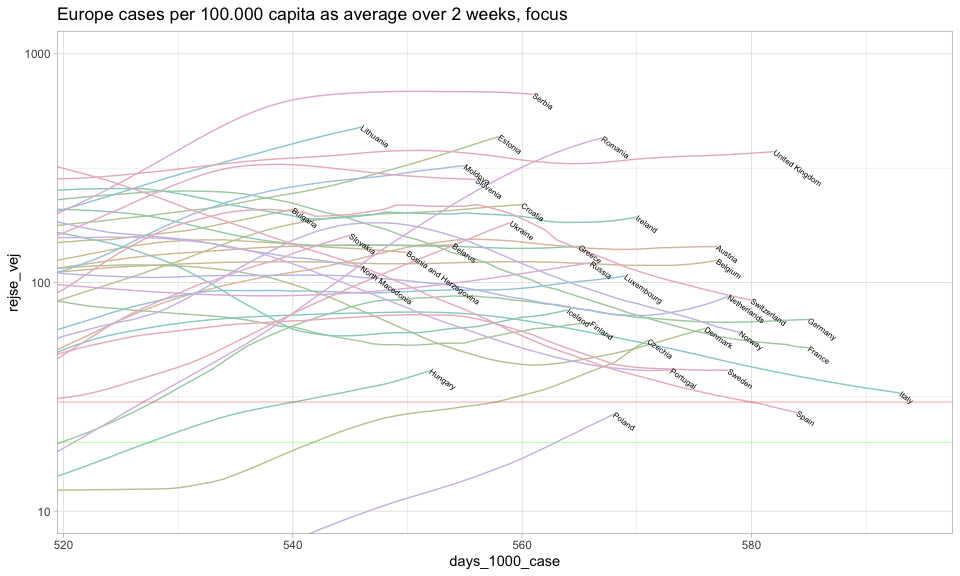 Europe cases per 100.000 capita as average over 2 weeks, focus
1000
Serbia
Lithuania
Estonia
Romania
United Kingdom
Moldova
Slovenia
Croatia
Bulgaria
Ireland
Ukraine
Slovakia
Belarus
Greece
Austria
Bosnia and Herzegovina
Russia
Belgium
North Macedonia
100
Luxembourg
Netherlands
Switzerland
Iceland
Finland
Denmark
Norway
Germany
Czechia
France
Hungary
Portugal
Sweden
Italy
Poland
Spain
10
rejse_vej
520
540
560
580
days_1000_case